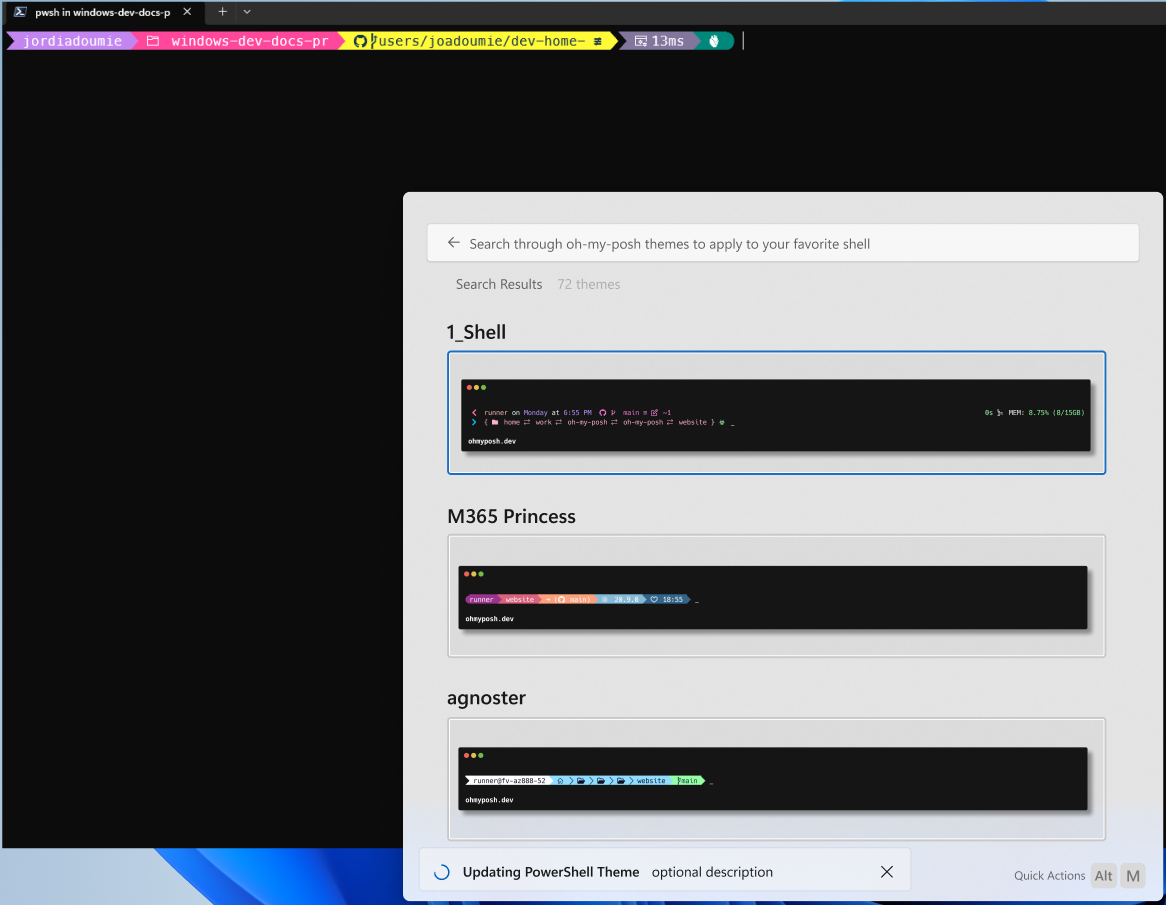 pwsh in windows-dev-docs-p
jordiadoumie windows-dev-docs-pr users/joadoumie/dev-home- 13ms
Search through oh-my-posh themes to apply to your favorite shell
Search Results 72 themes
1_Shell
runner on Monday at 6:55 PM main ≡ ~1 0s MEM: 8.75% (8/15GB)
{ home ⇄ work ⇄ oh-my-posh ⇄ oh-my-posh ⇄ website } _
ohmyposh.dev
M365 Princess
runner website ~ ( main) 20.9.0 ♡ 18:55 _
ohmyposh.dev
agnoster
runner@fv-az888-52 website main _
ohmyposh.dev
Updating PowerShell Theme optional description
Quick Actions Alt M